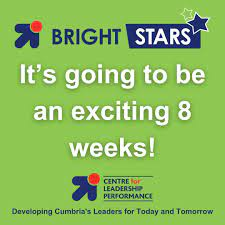 BRIGHT STARS
It's going to be
an exciting 8
weeks!
CENTRE for
LEADERSHIP
PERFORMANCE
Developing Cumbria's Leaders for Today and Tomorrow